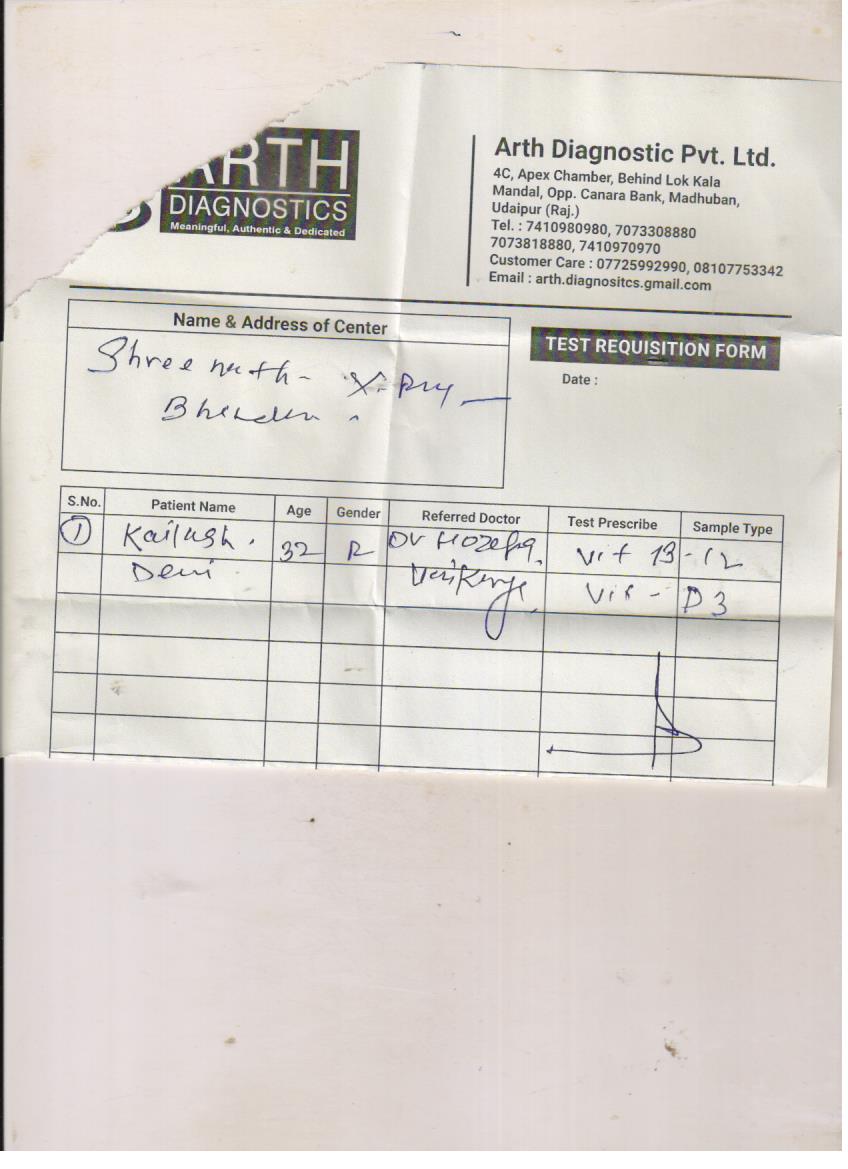 ARTH
DIAGNOSTICS
Meaningful, Authentic & Dedicated
Arth Diagnostic Pvt. Ltd.
4C, Apex Chamber, Behind Lok Kala
Mandal, Opp. Canara Bank, Madhuban,
Udaipur (Raj.)
Tel. : 7410980980, 7073308880
7073818880, 7410970970
Customer Care : 07725992990, 08107753342
Email : arth.diagnositcs.gmail.com
Name & Address of Center
Shreenath X-Ray
TEST REQUISITION FORM
Date :
S.No. Patient Name Age Gender Referred Doctor Test Prescribe Sample Type
1 Kailash. 32 Dr Hozefa. Vit B-12
Devi Vit - D3